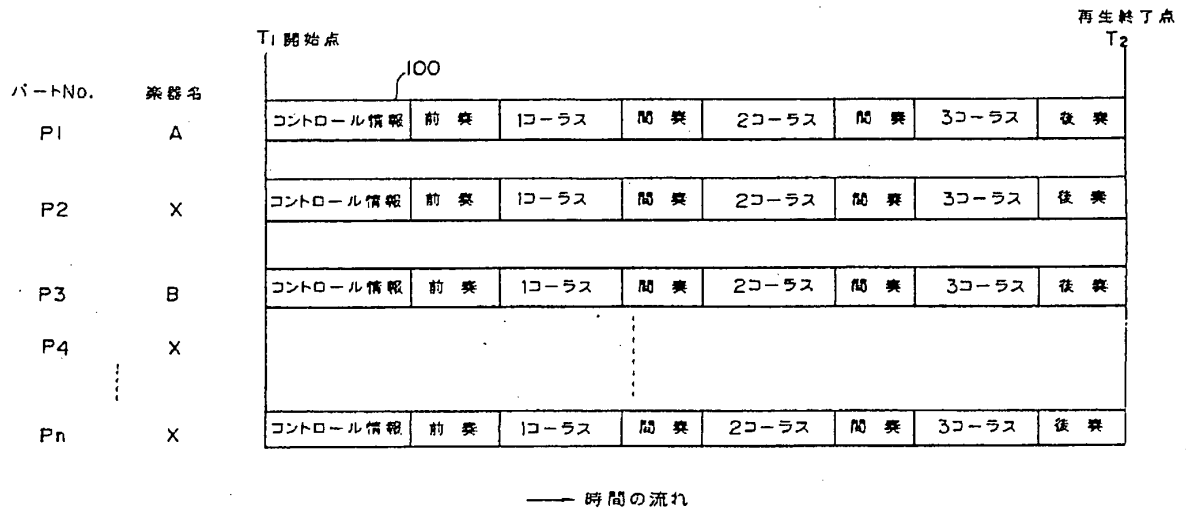 再生終了点
T1 開始点 T2
100
パートNo. 楽器名
コントロール情報 前奏 1コーラス 間奏 2コーラス 間奏 3コーラス 後奏
P1 A
コントロール情報 前奏 1コーラス 間奏 2コーラス 間奏 3コーラス 後奏
P2 X
コントロール情報 前奏 1コーラス 間奏 2コーラス 間奏 3コーラス 後奏
P3 B
P4 X
コントロール情報 前奏 1コーラス 間奏 2コーラス 間奏 3コーラス 後奏
Pn X
時間の流れ